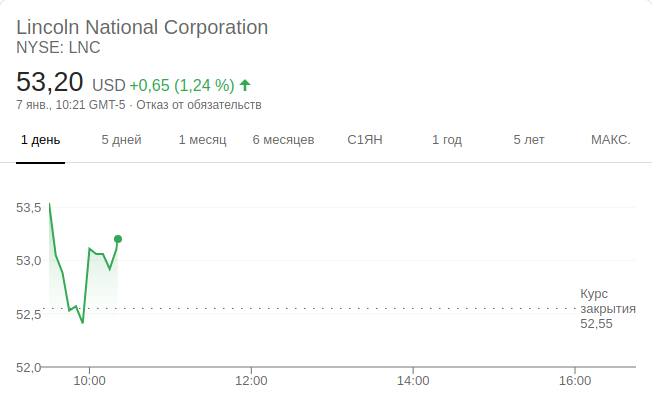 Lincoln National Corporation
NYSE: LNC
53,20 USD +0,65 (1,24 %)
7 янв., 10:21 GMT-5 · Отказ от обязательств
1 день 5 дней 1 месяц 6 месяцев С1ЯН 1 год 5 лет МАКС.
53,5
53,0
52,5
52,0
Курс
закрытия
52,55
10:00 12:00 14:00 16:00